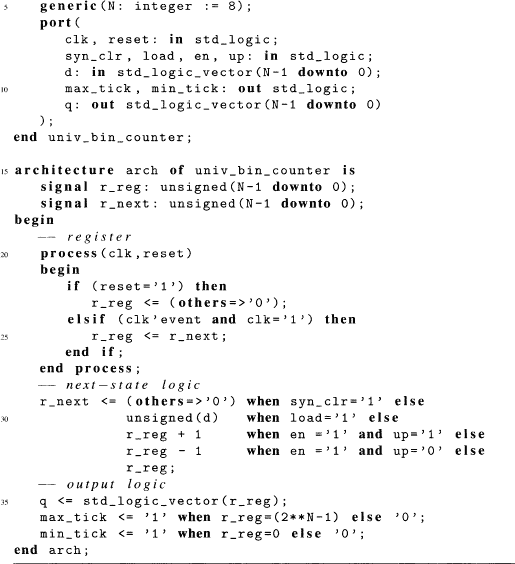 5 generic(N: integer := 8);
port(
clk, reset: in std_logic;
syn_clr, load, en, up: in std_logic;
d: in std_logic_vector(N-1 downto 0);
10 max_tick, min_tick: out std_logic;
q: out std_logic_vector(N-1 downto 0)
);
end univ_bin_counter;
15 architecture arch of univ_bin_counter is
signal r_reg: unsigned(N-1 downto 0);
signal r_next: unsigned(N-1 downto 0);
begin
-- register
20 process(clk,reset)
begin
if (reset='1') then
r_reg <= (others=>'0');
elsif (clk'event and clk='1') then
25 r_reg <= r_next;
end if;
end process;
-- next-state logic
r_next <= (others=>'0') when syn_clr='1' else
30 unsigned(d) when load='1' else
r_reg + 1 when en ='1' and up='1' else
r_reg - 1 when en ='1' and up='0' else
r_reg;
-- output logic
35 q <= std_logic_vector(r_reg);
max_tick <= '1' when r_reg=(2**N-1) else '0';
min_tick <= '1' when r_reg=0 else '0';
end arch;